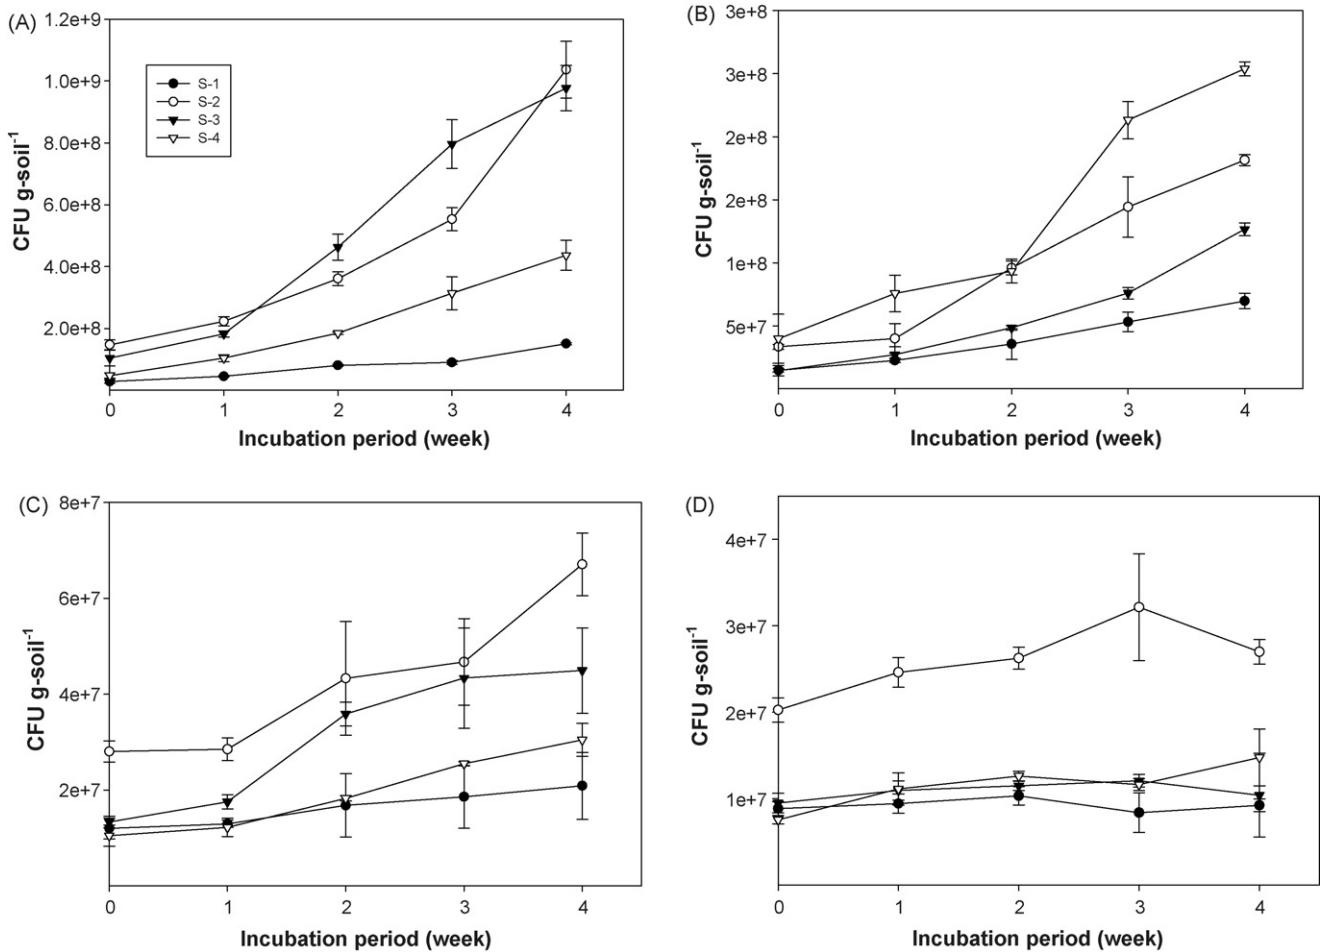 (A)
1.2e+9
1.0e+9
8.0e+8
6.0e+8
4.0e+8
2.0e+8
CFU g-soil⁻¹
S-1
S-2
S-3
S-4
0 1 2 3 4
Incubation period (week)
(B)
3e+8
3e+8
2e+8
2e+8
1e+8
5e+7
CFU g-soil⁻¹
0 1 2 3 4
Incubation period (week)
(C)
8e+7
6e+7
4e+7
2e+7
CFU g-soil⁻¹
0 1 2 3 4
Incubation period (week)
(D)
4e+7
3e+7
2e+7
1e+7
CFU g-soil⁻¹
0 1 2 3 4
Incubation period (week)